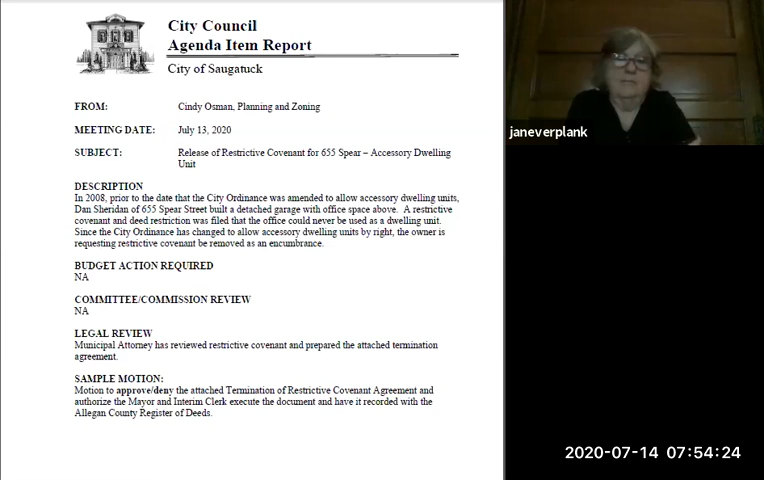 City Council
Agenda Item Report
City of Saugatuck
FROM: Cindy Osman, Planning and Zoning
MEETING DATE: July 13, 2020
SUBJECT: Release of Restrictive Covenant for 655 Spear – Accessory Dwelling
Unit
DESCRIPTION
In 2008, prior to the date that the City Ordinance was amended to allow accessory dwelling units,
Dan Sheridan of 655 Spear Street built a detached garage with office space above. A restrictive
covenant and deed restriction was filed that the office could never be used as a dwelling unit.
Since the City Ordinance has changed to allow accessory dwelling units by right, the owner is
requesting restrictive covenant be removed as an encumbrance.
BUDGET ACTION REQUIRED
NA
COMMITTEE/COMMISSION REVIEW
NA
LEGAL REVIEW
Municipal Attorney has reviewed restrictive covenant and prepared the attached termination
agreement.
SAMPLE MOTION:
Motion to approve/deny the attached Termination of Restrictive Covenant Agreement and
authorize the Mayor and Interim Clerk execute the document and have it recorded with the
Allegan County Register of Deeds.
janeverplank
2020-07-14 07:54:24